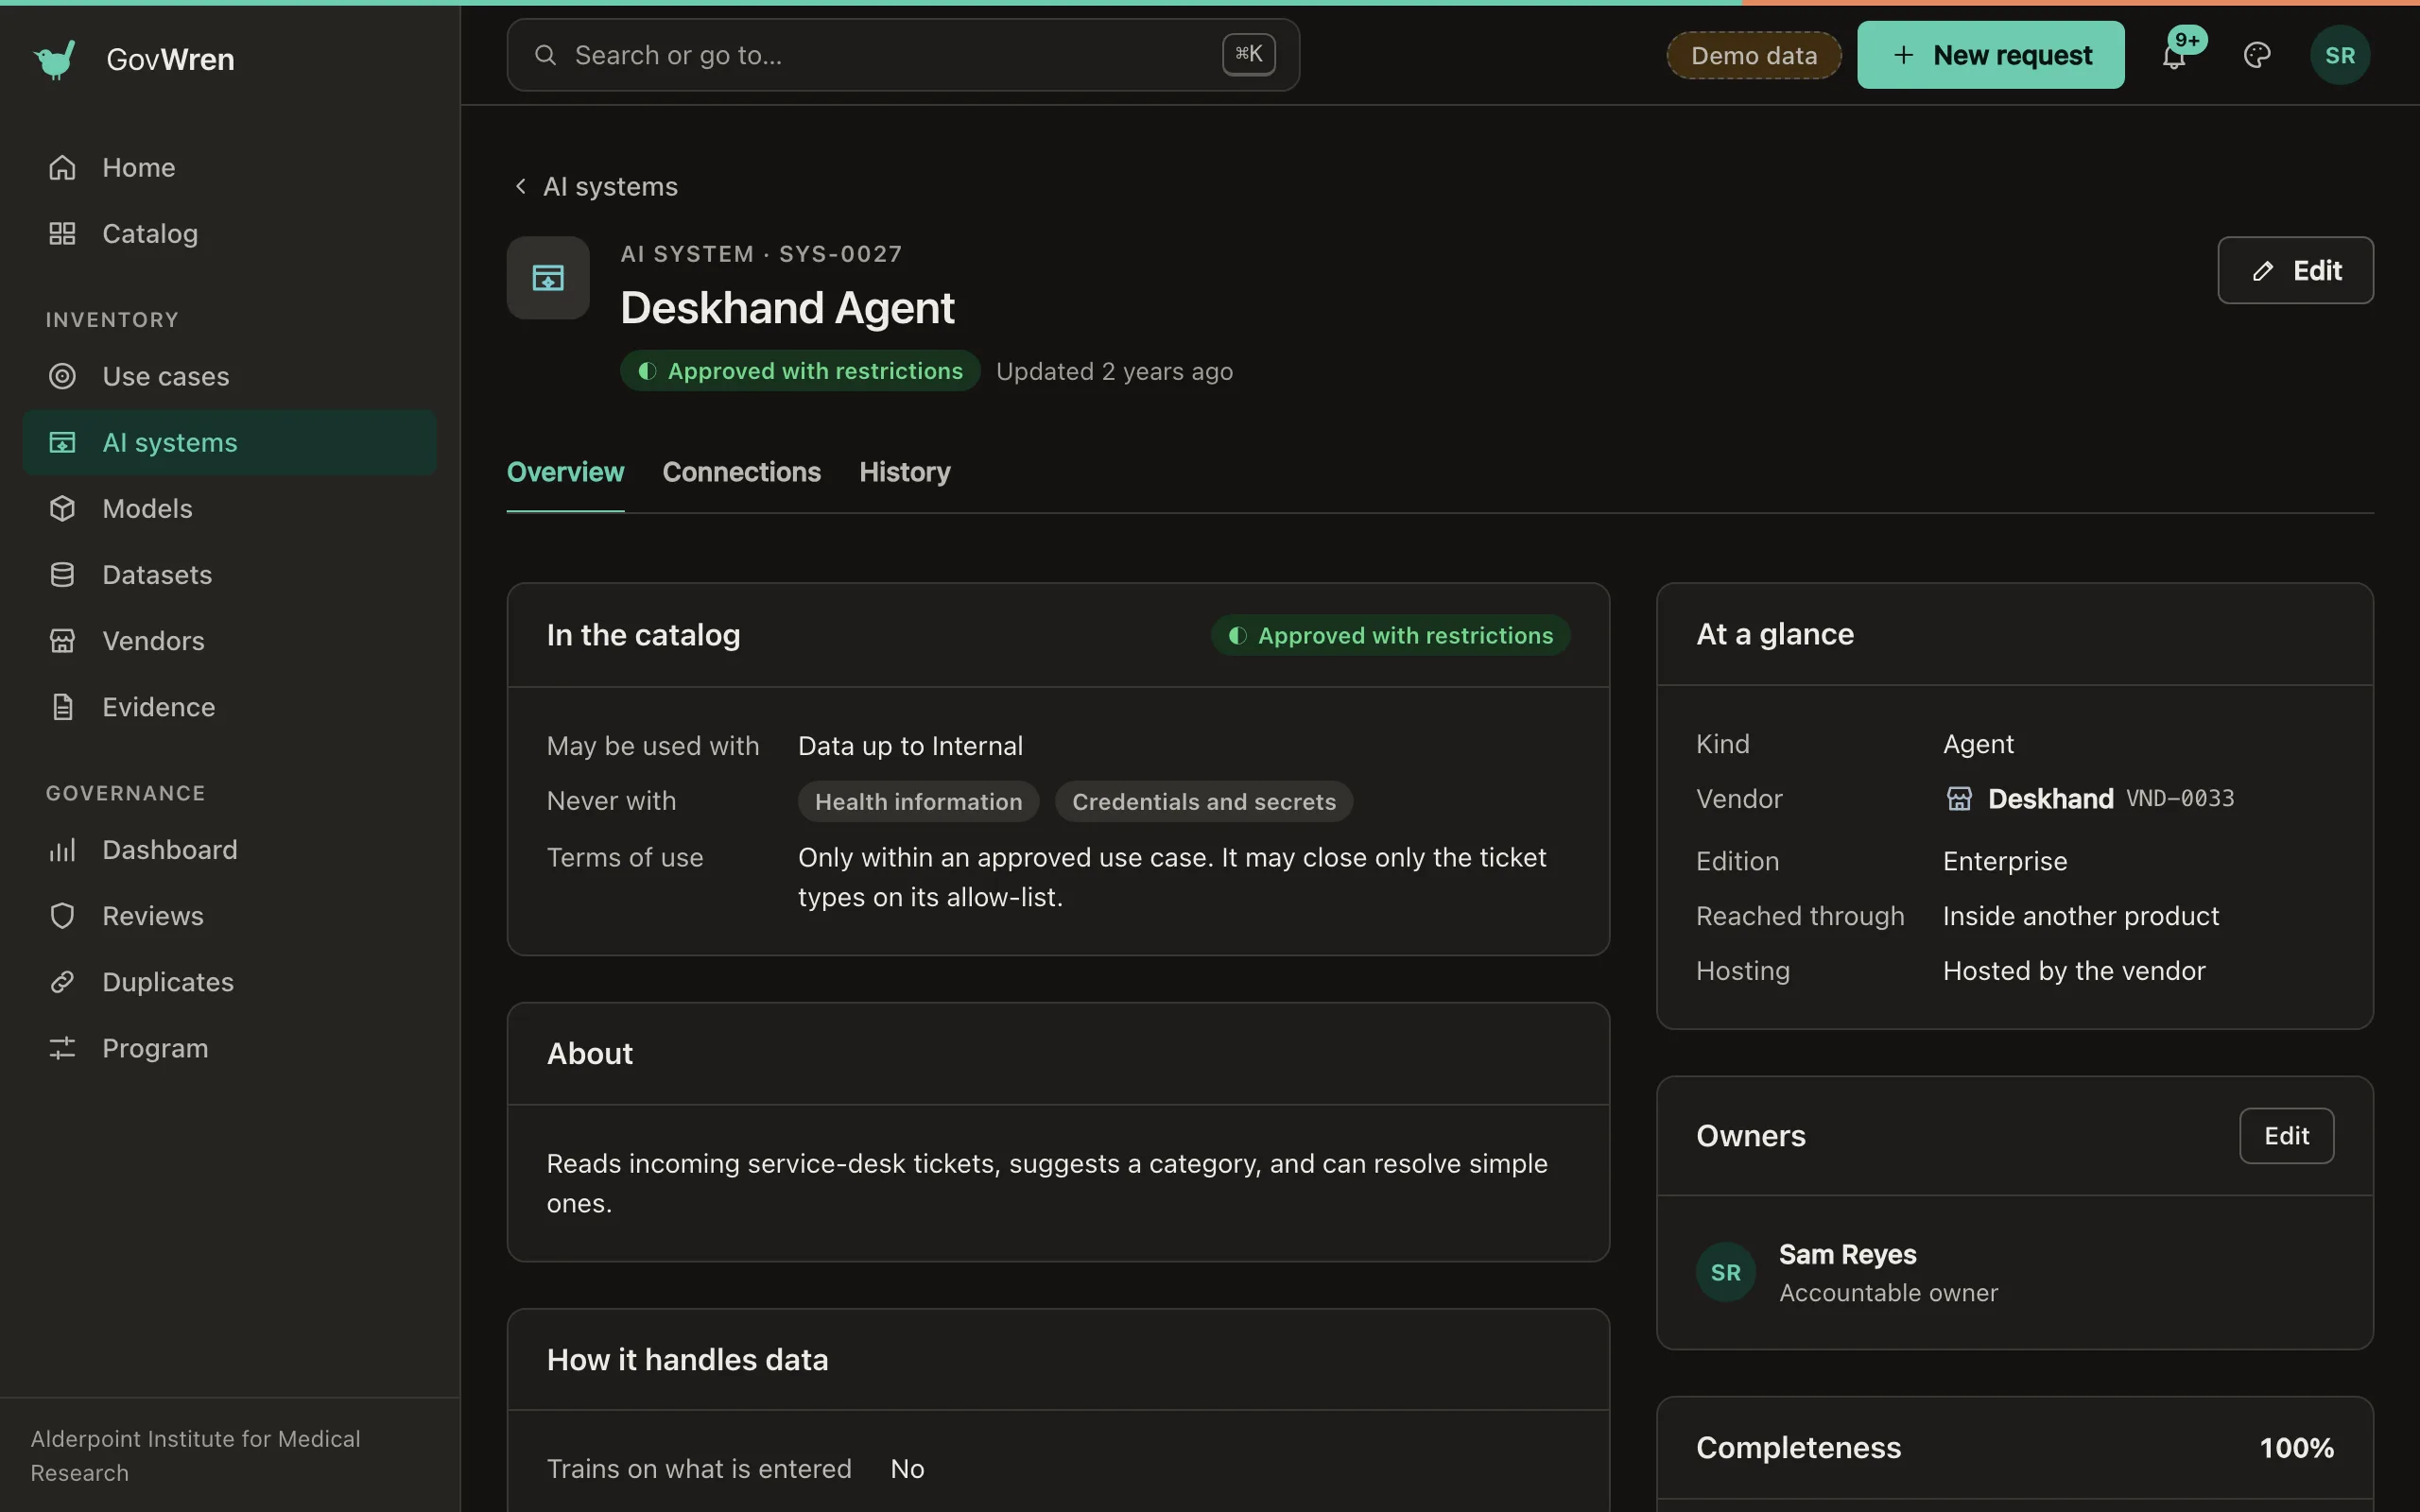 GovWren
Search or go to...
⌘K
Demo data
+ New request
9+
SR
Home
Catalog
INVENTORY
Use cases
AI systems
Models
Datasets
Vendors
Evidence
GOVERNANCE
Dashboard
Reviews
Duplicates
Program
Alderpoint Institute for Medical
Research
AI systems
AI SYSTEM · SYS-0027
Deskhand Agent
Approved with restrictions
Updated 2 years ago
Edit
Overview
Connections
History
In the catalog
Approved with restrictions
May be used with
Data up to Internal
Never with
Health information
Credentials and secrets
Terms of use
Only within an approved use case. It may close only the ticket
types on its allow-list.
About
Reads incoming service-desk tickets, suggests a category, and can resolve simple
ones.
How it handles data
Trains on what is entered
No
At a glance
Kind
Agent
Vendor
Deskhand VND-0033
Edition
Enterprise
Reached through
Inside another product
Hosting
Hosted by the vendor
Owners
Edit
SR
Sam Reyes
Accountable owner
Completeness
100%